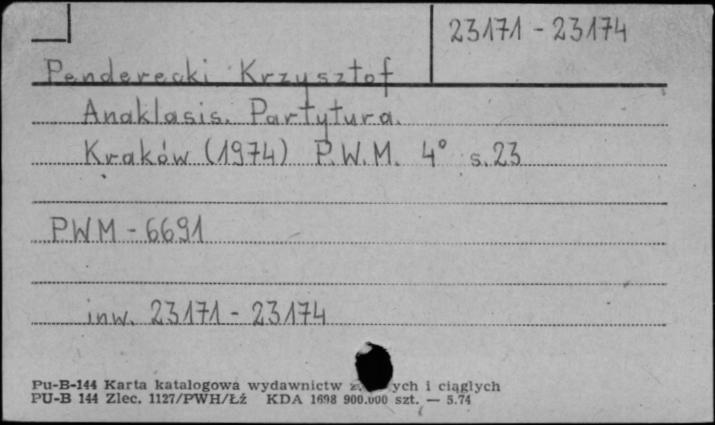 23171 - 23174
Penderecki Krzysztof
Anaklasis. Partytura.
Kraków (1974) P.W.M. 4° s. 23
PWM - 6691
inw. 23171 - 23174
Pu-B-144 Karta katalogowa wydawnictw i ciągłych
PU-B 144 Zlec. 1127/PWH/Łż KDA 1698 900.000 szt. — 5.74